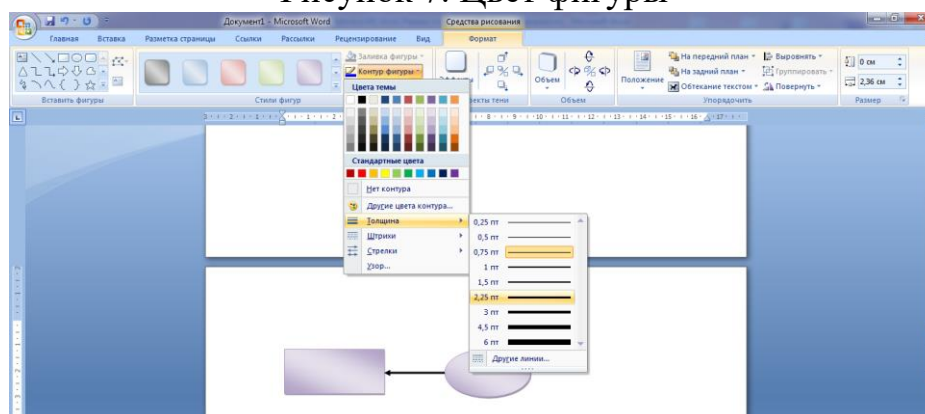 Рисунок 7. Цвет фигуры
Документ1 - Microsoft Word
Средства рисования
Главная
Вставка
Разметка страницы
Ссылки
Рассылки
Рецензирование
Вид
Формат
Заливка фигуры
Контур фигуры
Объем
Положение
На передний план
На задний план
Обтекание текстом
Выровнять
Группировать
Повернуть
0 см
2,36 см
Вставить фигуры
Стили фигур
Объем
Упорядочить
Размер
Цвета темы
Стандартные цвета
Нет контура
Другие цвета контура...
Толщина
Штрихи
Стрелки
Узор...
0,25 пт
0,5 пт
0,75 пт
1 пт
1,5 пт
2,25 пт
3 пт
4,5 пт
6 пт
Другие линии...